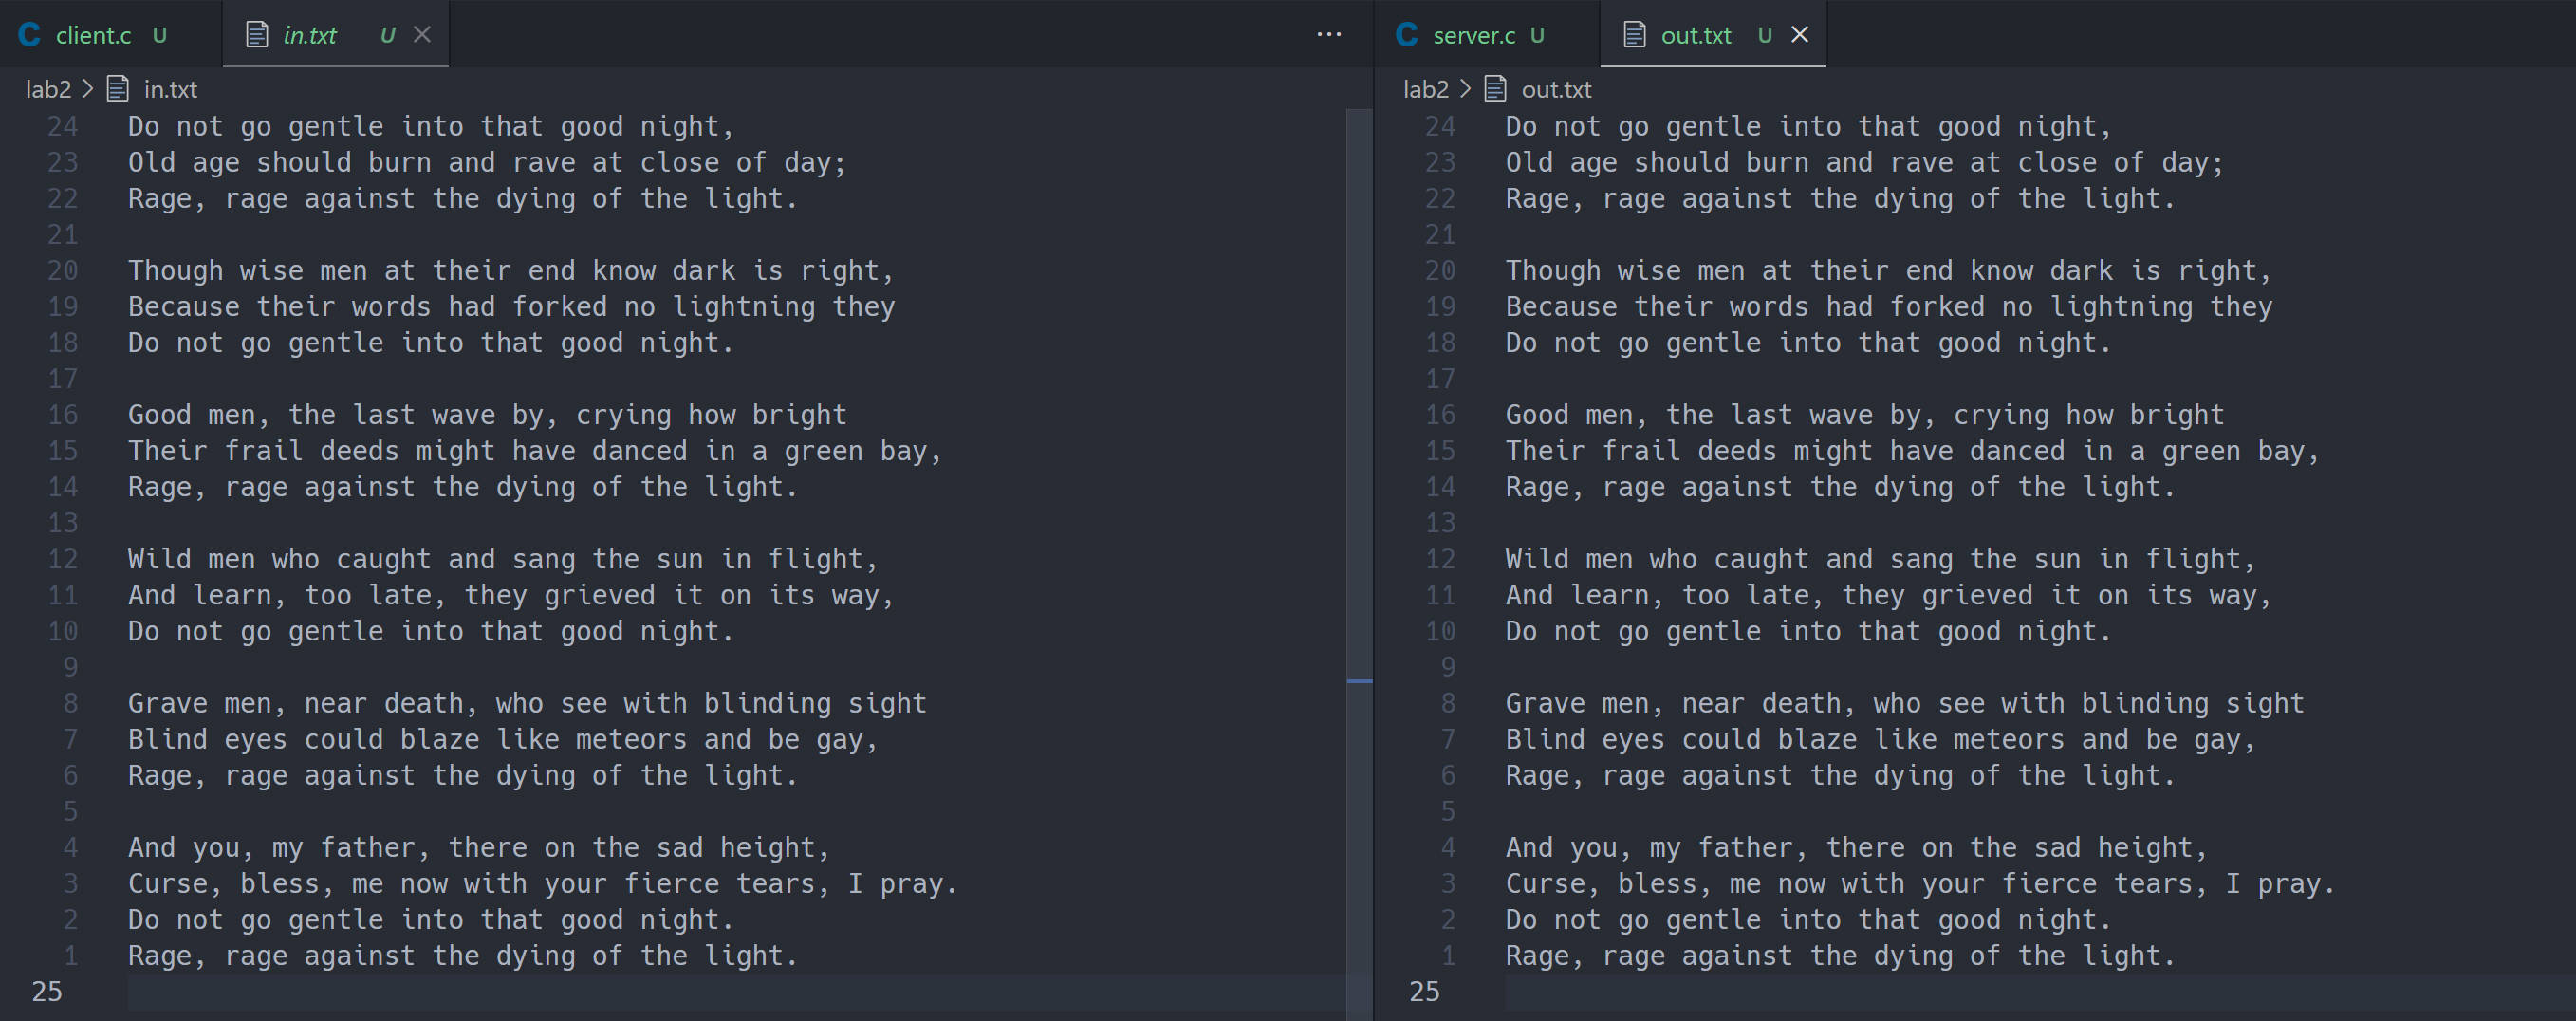 client.c U in.txt U ...
lab2 > in.txt
24 Do not go gentle into that good night,
23 Old age should burn and rave at close of day;
22 Rage, rage against the dying of the light.
21
20 Though wise men at their end know dark is right,
19 Because their words had forked no lightning they
18 Do not go gentle into that good night.
17
16 Good men, the last wave by, crying how bright
15 Their frail deeds might have danced in a green bay,
14 Rage, rage against the dying of the light.
13
12 Wild men who caught and sang the sun in flight,
11 And learn, too late, they grieved it on its way,
10 Do not go gentle into that good night.
9
8 Grave men, near death, who see with blinding sight
7 Blind eyes could blaze like meteors and be gay,
6 Rage, rage against the dying of the light.
5
4 And you, my father, there on the sad height,
3 Curse, bless, me now with your fierce tears, I pray.
2 Do not go gentle into that good night.
1 Rage, rage against the dying of the light.
25
server.c U out.txt U
lab2 > out.txt
24 Do not go gentle into that good night,
23 Old age should burn and rave at close of day;
22 Rage, rage against the dying of the light.
21
20 Though wise men at their end know dark is right,
19 Because their words had forked no lightning they
18 Do not go gentle into that good night.
17
16 Good men, the last wave by, crying how bright
15 Their frail deeds might have danced in a green bay,
14 Rage, rage against the dying of the light.
13
12 Wild men who caught and sang the sun in flight,
11 And learn, too late, they grieved it on its way,
10 Do not go gentle into that good night.
9
8 Grave men, near death, who see with blinding sight
7 Blind eyes could blaze like meteors and be gay,
6 Rage, rage against the dying of the light.
5
4 And you, my father, there on the sad height,
3 Curse, bless, me now with your fierce tears, I pray.
2 Do not go gentle into that good night.
1 Rage, rage against the dying of the light.
25